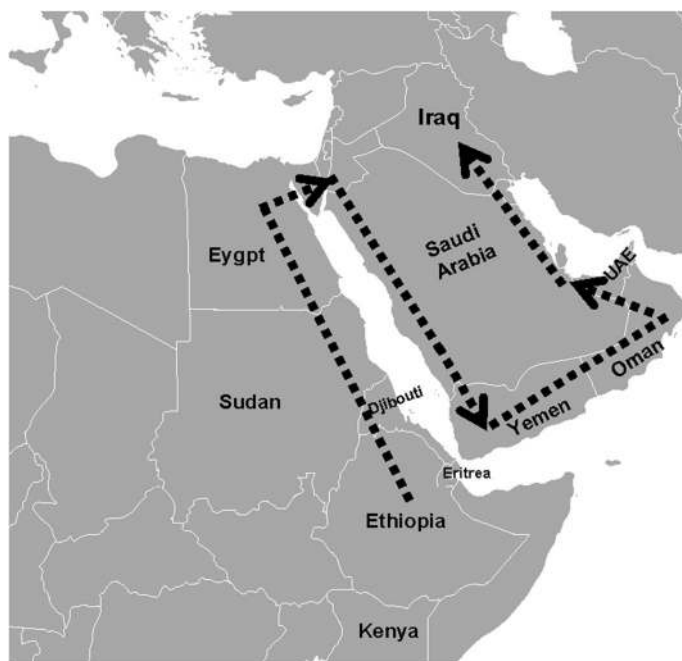 Iraq
Saudi
Arabia
UAE
Eygpt
Oman
Sudan
Djibouti
Yemen
Eritrea
Ethiopia
Kenya